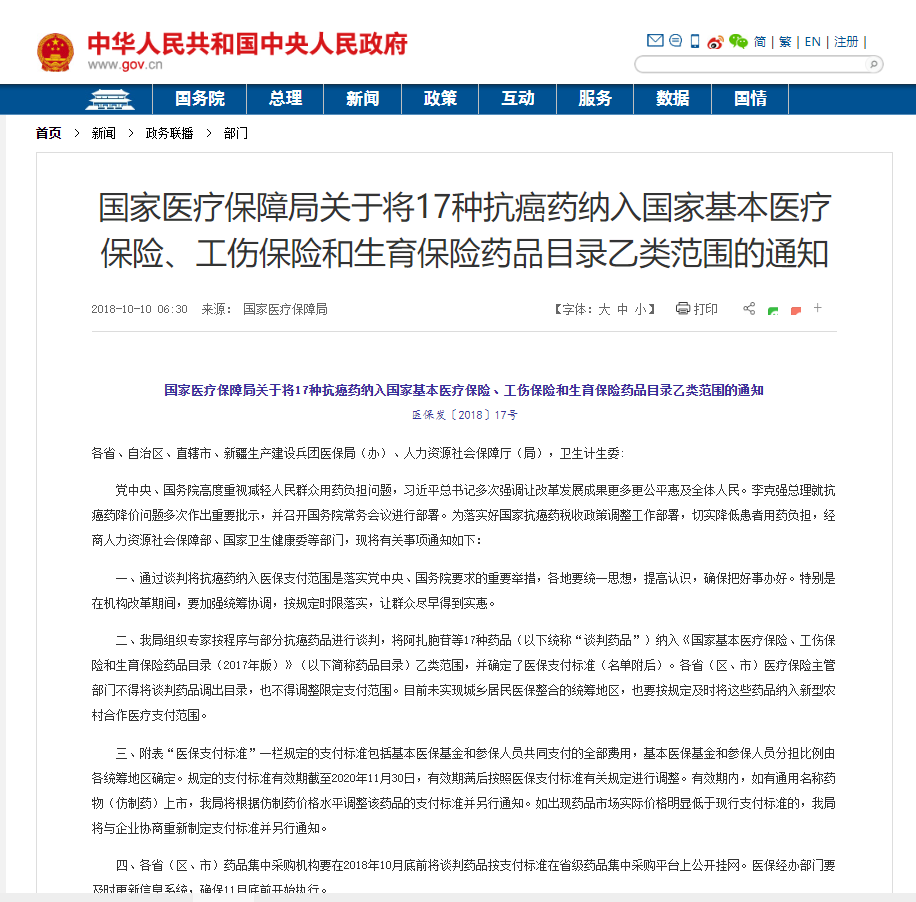 中华人民共和国中央人民政府
www.gov.cn
简 | 繁 | EN | 注册 |
国务院 总理 新闻 政策 互动 服务 数据 国情
首页 > 新闻 > 政务联播 > 部门
国家医疗保障局关于将17种抗癌药纳入国家基本医疗
保险、工伤保险和生育保险药品目录乙类范围的通知
2018-10-10 06:30 来源： 国家医疗保障局 【字体：大 中 小】 打印
国家医疗保障局关于将17种抗癌药纳入国家基本医疗保险、工伤保险和生育保险药品目录乙类范围的通知
医保发〔2018〕17号
各省、自治区、直辖市、新疆生产建设兵团医保局（办）、人力资源社会保障厅（局），卫生计生委:
党中央、国务院高度重视减轻人民群众用药负担问题，习近平总书记多次强调让改革发展成果更多更公平惠及全体人民。李克强总理就抗
癌药降价问题多次作出重要批示，并召开国务院常务会议进行部署。为落实好国家抗癌药税收政策调整工作部署，切实降低患者用药负担，经
商人力资源社会保障部、国家卫生健康委等部门，现将有关事项通知如下：
一、通过谈判将抗癌药纳入医保支付范围是落实党中央、国务院要求的重要举措，各地要统一思想，提高认识，确保把好事办好。特别是
在机构改革期间，要加强统筹协调，按规定时限落实，让群众尽早得到实惠。
二、我局组织专家按程序与部分抗癌药品进行谈判，将阿扎胞苷等17种药品（以下统称“谈判药品”）纳入《国家基本医疗保险、工伤保
险和生育保险药品目录（2017年版）》（以下简称药品目录）乙类范围，并确定了医保支付标准（名单附后）。各省（区、市）医疗保险主管
部门不得将谈判药品调出目录，也不得调整限定支付范围。目前未实现城乡居民医保整合的统筹地区，也要按规定及时将这些药品纳入新型农
村合作医疗支付范围。
三、附表“医保支付标准”一栏规定的支付标准包括基本医保基金和参保人员共同支付的全部费用，基本医保基金和参保人员分担比例由
各统筹地区确定。规定的支付标准有效期截至2020年11月30日，有效期满后按照医保支付标准有关规定进行调整。有效期内，如有通用名称药
物（仿制药）上市，我局将根据仿制药价格水平调整该药品的支付标准并另行通知。如出现药品市场实际价格明显低于现行支付标准的，我局
将与企业协商重新制定支付标准并另行通知。
四、各省（区、市）药品集中采购机构要在2018年10月底前将谈判药品按支付标准在省级药品集中采购平台上公开挂网。医保经办部门要
及时更新信息系统，确保11月底前开始执行。